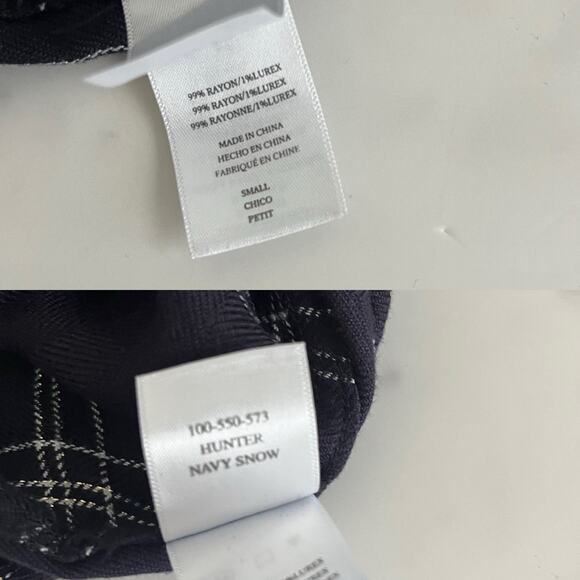 99% RAYON/1%LUREX
99% RAYON/1%LUREX
99% RAYONNE/1%LUREX
MADE IN CHINA
HECHO EN CHINA
FABRIQUÉ EN CHINE
SMALL
CHICO
PETIT
100-550-573
HUNTER
NAVY SNOW